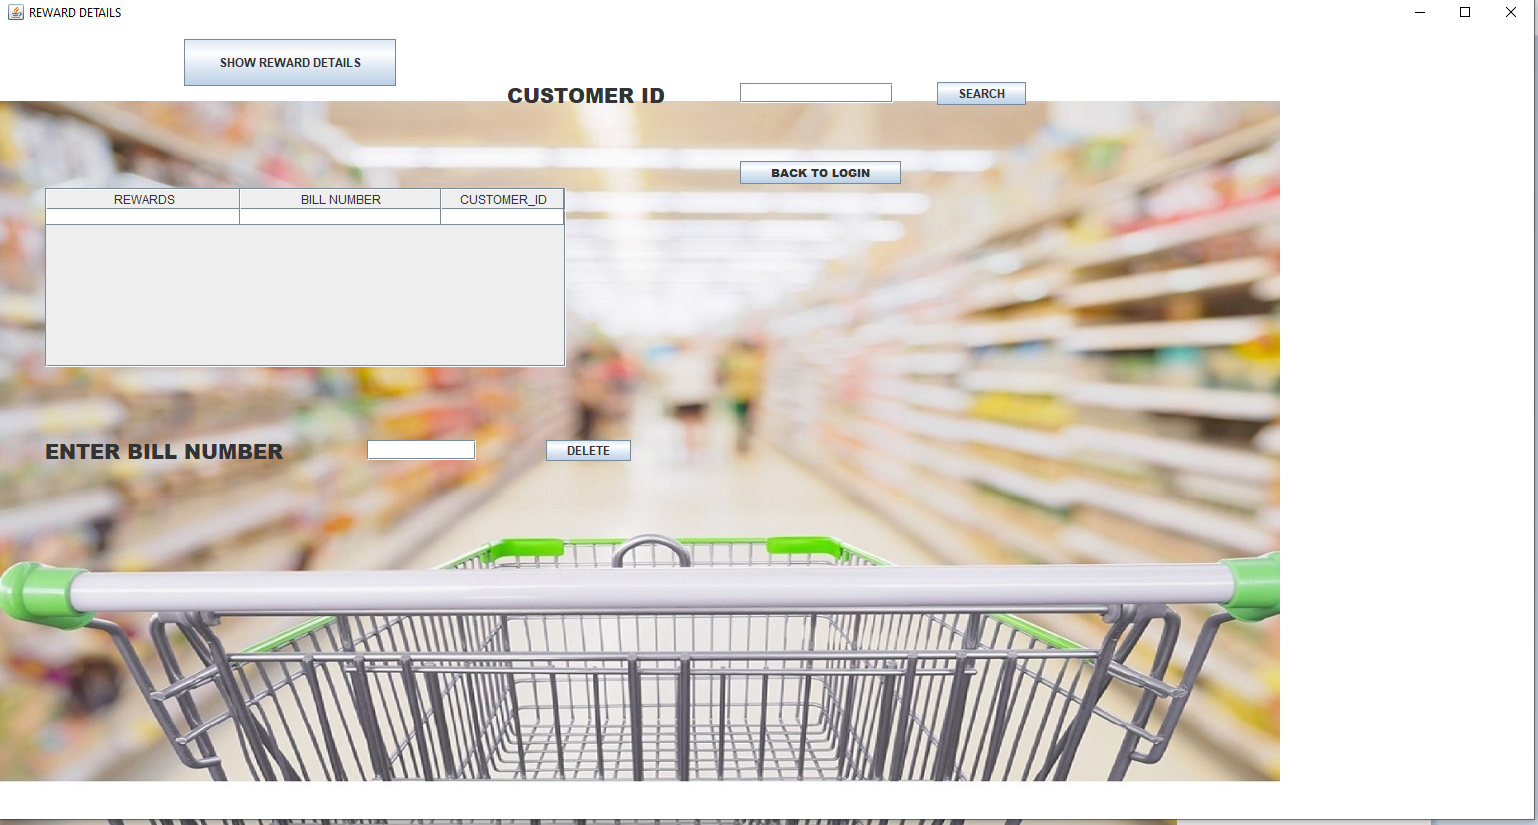 REWARD DETAILS
SHOW REWARD DETAILS
CUSTOMER ID
SEARCH
BACK TO LOGIN
REWARDS BILL NUMBER CUSTOMER_ID
ENTER BILL NUMBER
DELETE